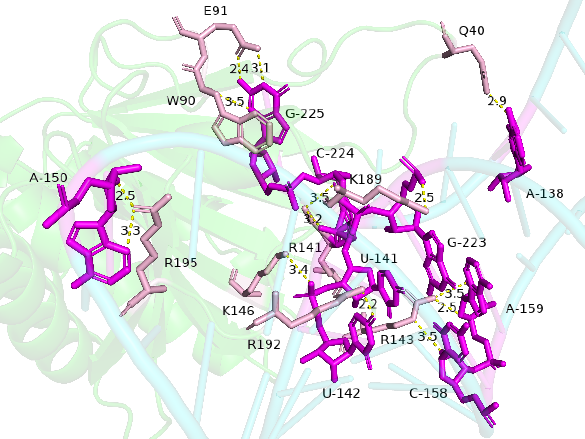 E91
Q40
2.4 3.1
W90
3.5
G-225
2.9
C-224
A-150
K189
A-138
2.5
3.5
2.5
3.2
3.3
R141
G-223
R195
U-141
3.4
3.5
K146
2.2
2.5
A-159
R192
R143
3.5
U-142
C-158